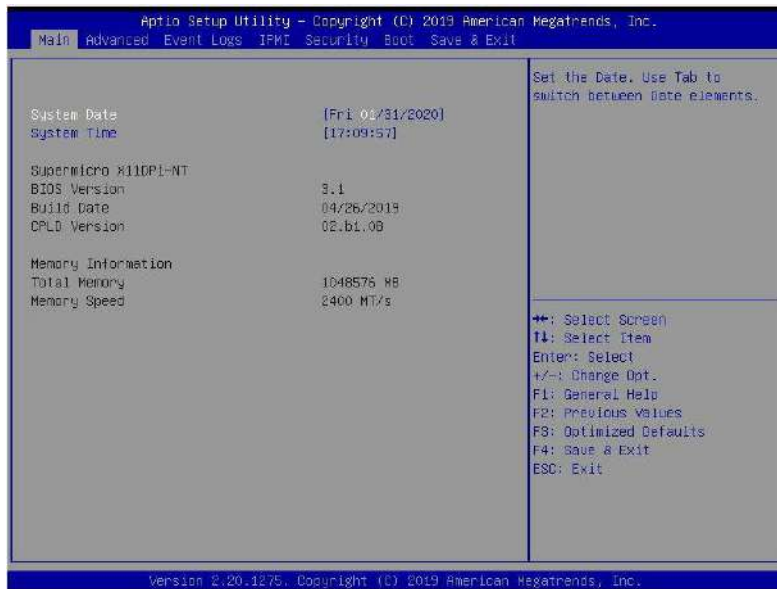 Aptio Setup Utility – Copyright (C) 2019 American Megatrends, Inc.
Main Advanced Event Logs IPMI Security Boot Save & Exit
Set the Date. Use Tab to
switch between Date elements.
System Date [Fri 01/31/2020]
System Time [17:09:57]
Supermicro X11DPi-NT
BIOS Version 3.1
Build Date 04/26/2019
CPLD Version 02.b1.0B
Memory Information
Total Memory 1048576 MB
Memory Speed 2400 MT/s
→←: Select Screen
↑↓: Select Item
Enter: Select
+/-: Change Opt.
F1: General Help
F2: Previous Values
F3: Optimized Defaults
F4: Save & Exit
ESC: Exit
Version 2.20.1275. Copyright (C) 2019 American Megatrends, Inc.